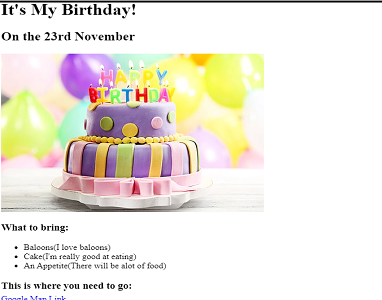 It's My Birthday!
On the 23rd November
HAPPY
BIRTHDAY
What to bring:
Baloons(I love baloons)
Cake(I'm really good at eating)
An Appetite(There will be alot of food)
This is where you need to go:
Google Map Link